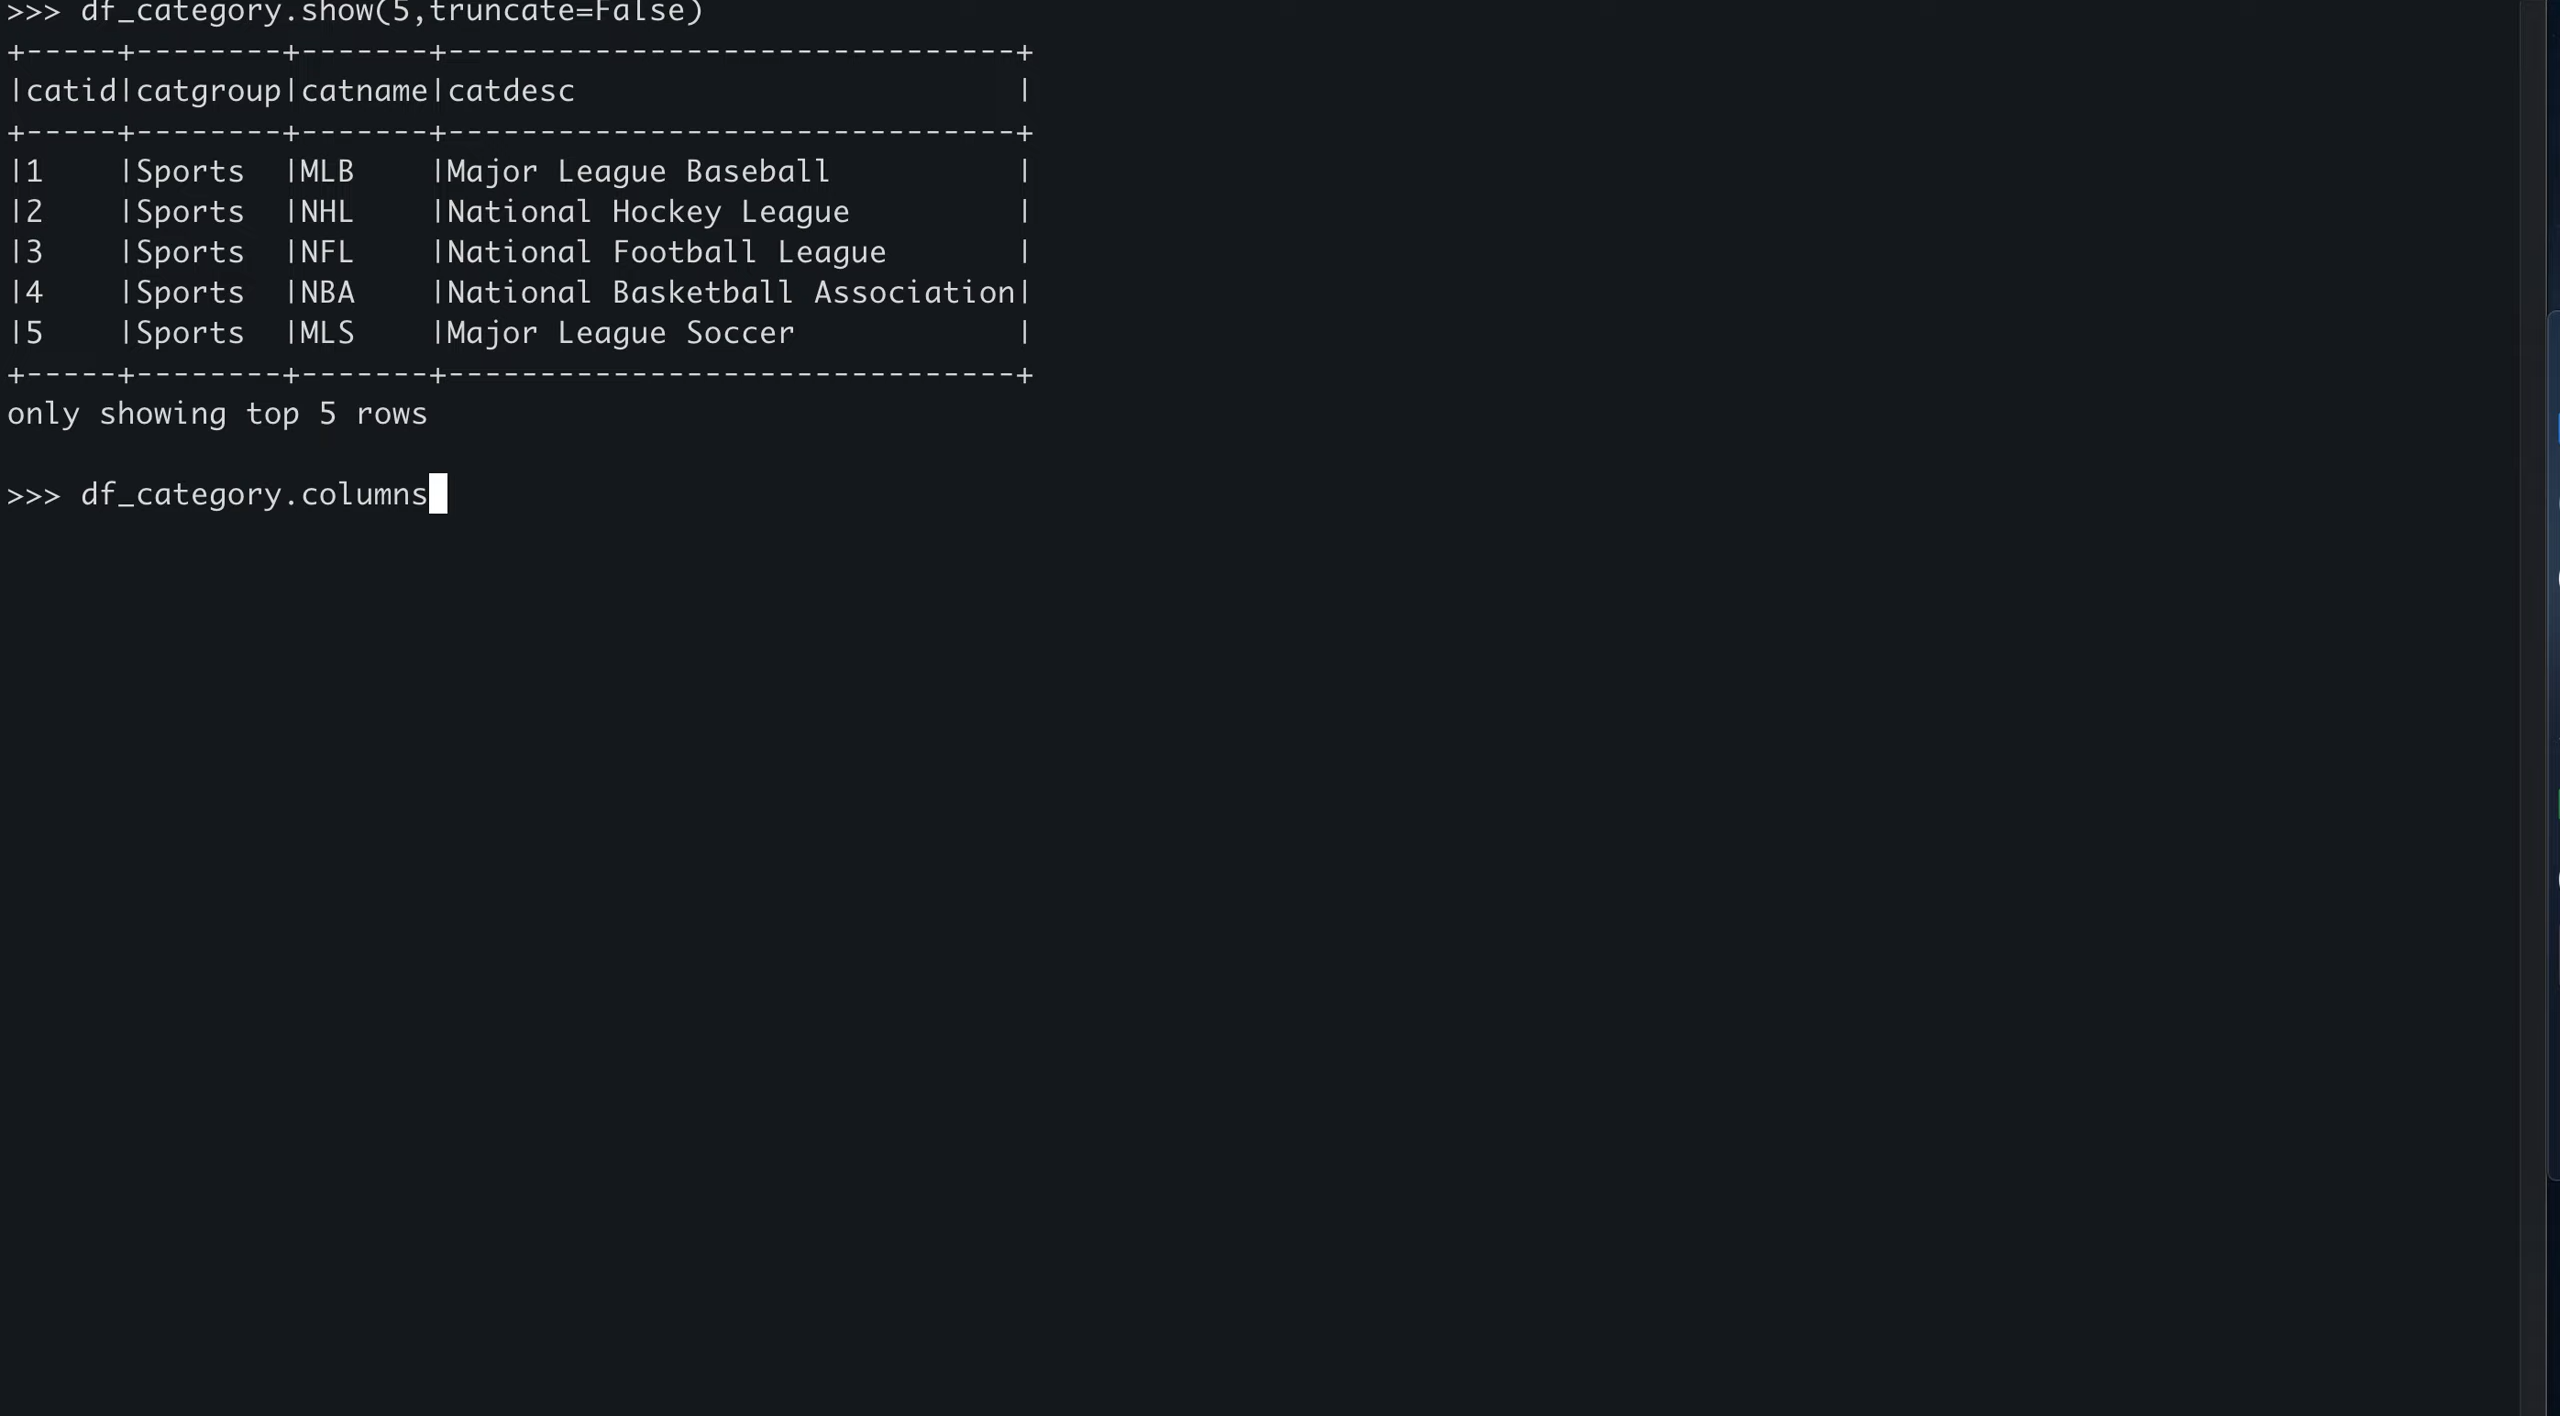 >>> df_category.show(5,truncate=False)
+-----+--------+-------+-------------------------------+
|catid|catgroup|catname|catdesc                        |
+-----+--------+-------+-------------------------------+
|1    |Sports  |MLB    |Major League Baseball          |
|2    |Sports  |NHL    |National Hockey League         |
|3    |Sports  |NFL    |National Football League       |
|4    |Sports  |NBA    |National Basketball Association|
|5    |Sports  |MLS    |Major League Soccer            |
+-----+--------+-------+-------------------------------+
only showing top 5 rows
>>> df_category.columns